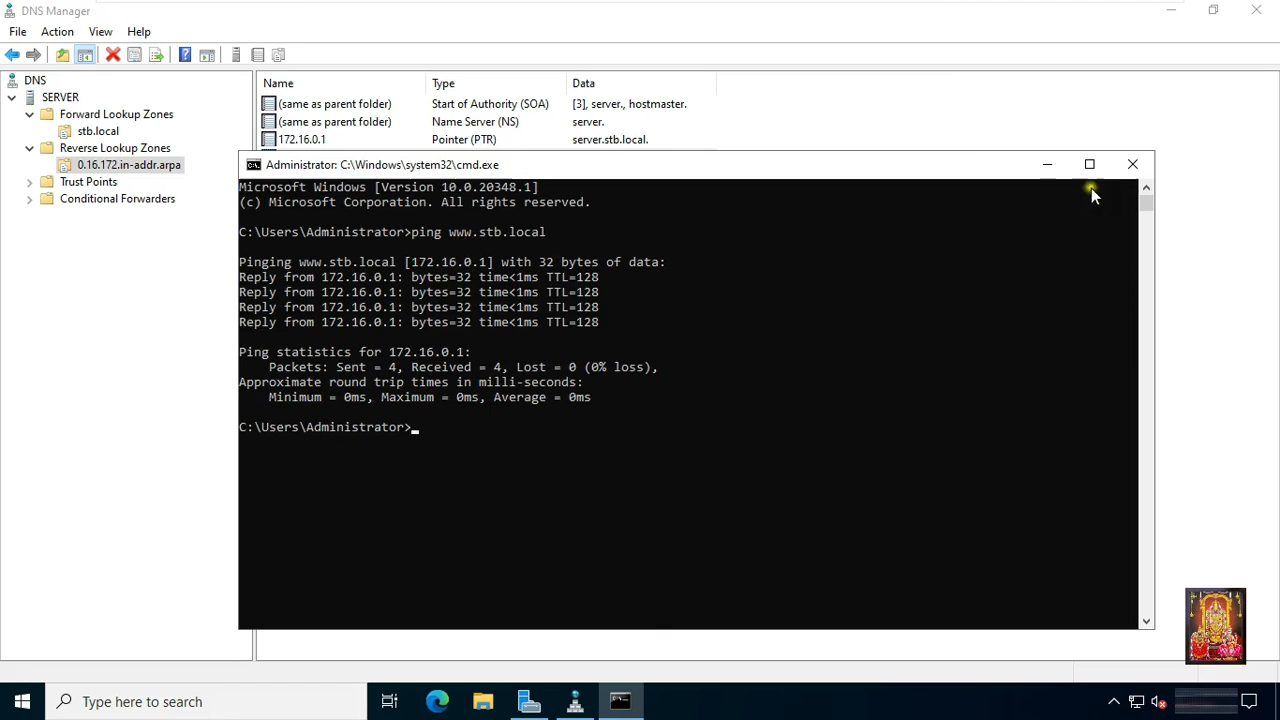 DNS Manager
File Action View Help
DNS
SERVER
Forward Lookup Zones
stb.local
Reverse Lookup Zones
0.16.172.in-addr.arpa
Trust Points
Conditional Forwarders
Name Type Data
(same as parent folder) Start of Authority (SOA) [3], server., hostmaster.
(same as parent folder) Name Server (NS) server.
172.16.0.1 Pointer (PTR) server.stb.local.
Administrator: C:\Windows\system32\cmd.exe
Microsoft Windows [Version 10.0.20348.1]
(c) Microsoft Corporation. All rights reserved.
C:\Users\Administrator>ping www.stb.local
Pinging www.stb.local [172.16.0.1] with 32 bytes of data:
Reply from 172.16.0.1: bytes=32 time<1ms TTL=128
Reply from 172.16.0.1: bytes=32 time<1ms TTL=128
Reply from 172.16.0.1: bytes=32 time<1ms TTL=128
Reply from 172.16.0.1: bytes=32 time<1ms TTL=128
Ping statistics for 172.16.0.1:
Packets: Sent = 4, Received = 4, Lost = 0 (0% loss),
Approximate round trip times in milli-seconds:
Minimum = 0ms, Maximum = 0ms, Average = 0ms
C:\Users\Administrator>
Type here to search